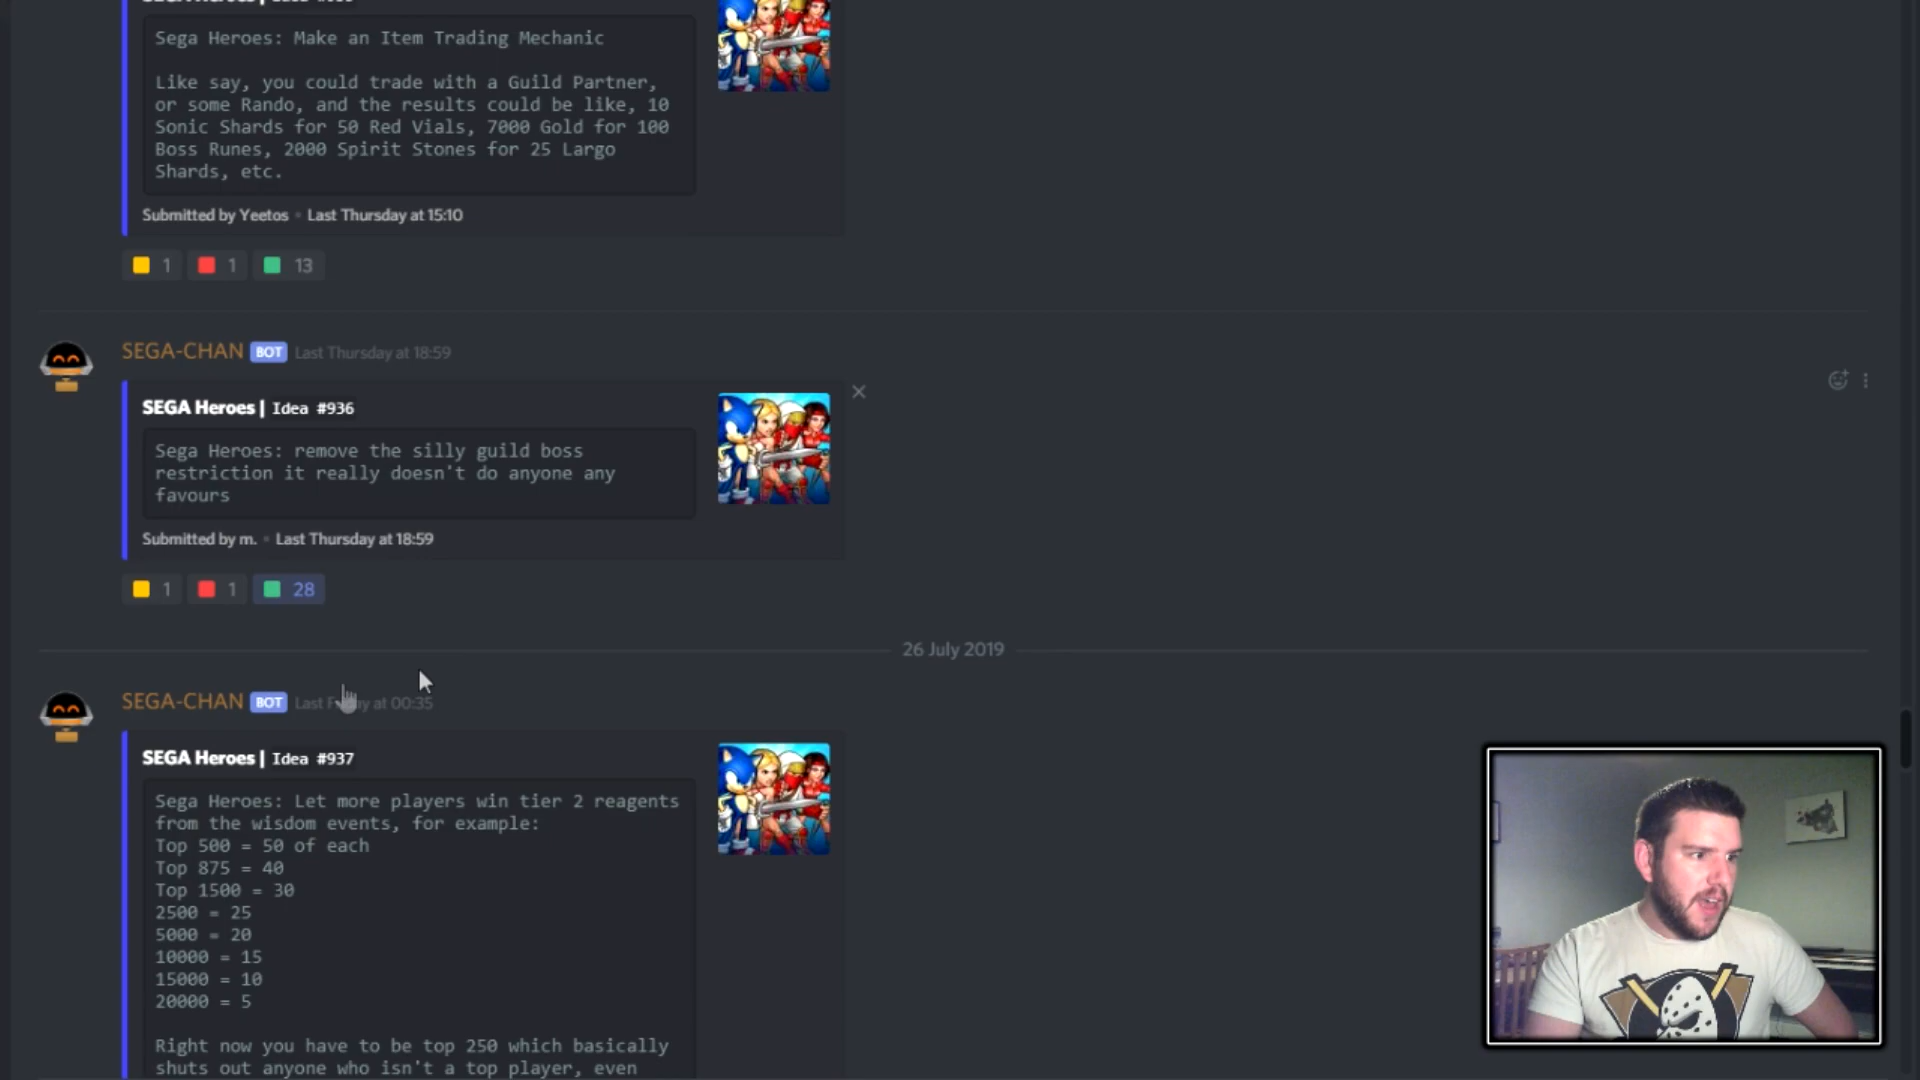 Sega Heroes: Make an Item Trading Mechanic
Like say, you could trade with a Guild Partner,
or some Rando, and the results could be like, 10
Sonic Shards for 50 Red Vials, 7000 Gold for 100
Boss Runes, 2000 Spirit Stones for 25 Largo
Shards, etc.
Submitted by Yeetos • Last Thursday at 15:10
1 1 13
SEGA-CHAN BOT Last Thursday at 18:59
SEGA Heroes | Idea #936
Sega Heroes: remove the silly guild boss
restriction it really doesn't do anyone any
favours
Submitted by m. • Last Thursday at 18:59
1 1 28
26 July 2019
SEGA-CHAN BOT Last at 00:35
SEGA Heroes | Idea #937
Sega Heroes: Let more players win tier 2 reagents
from the wisdom events, for example:
Top 500 = 50 of each
Top 875 = 40
Top 1500 = 30
2500 = 25
5000 = 20
10000 = 15
15000 = 10
20000 = 5
Right now you have to be top 250 which basically
shuts out anyone who isn't a top player, even